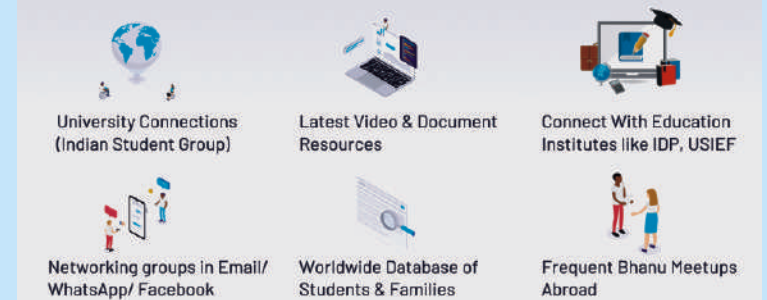 University Connections
(Indian Student Group)
Latest Video & Document
Resources
Connect With Education
Institutes like IDP, USIEF
Networking groups in Email/
WhatsApp/ Facebook
Worldwide Database of
Students & Families
Frequent Bhanu Meetups
Abroad